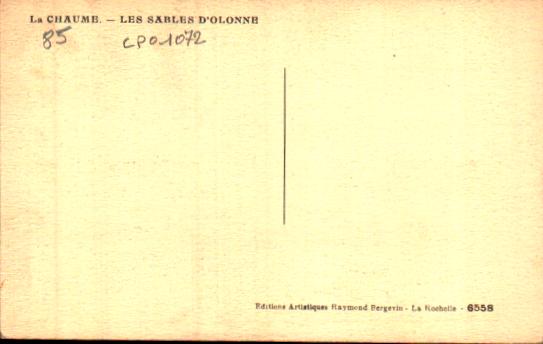 La CHAUME. — LES SABLES D'OLONNE
85 CP01072
Editions Artistiques Raymond Bergevin - La Rochelle - 6558